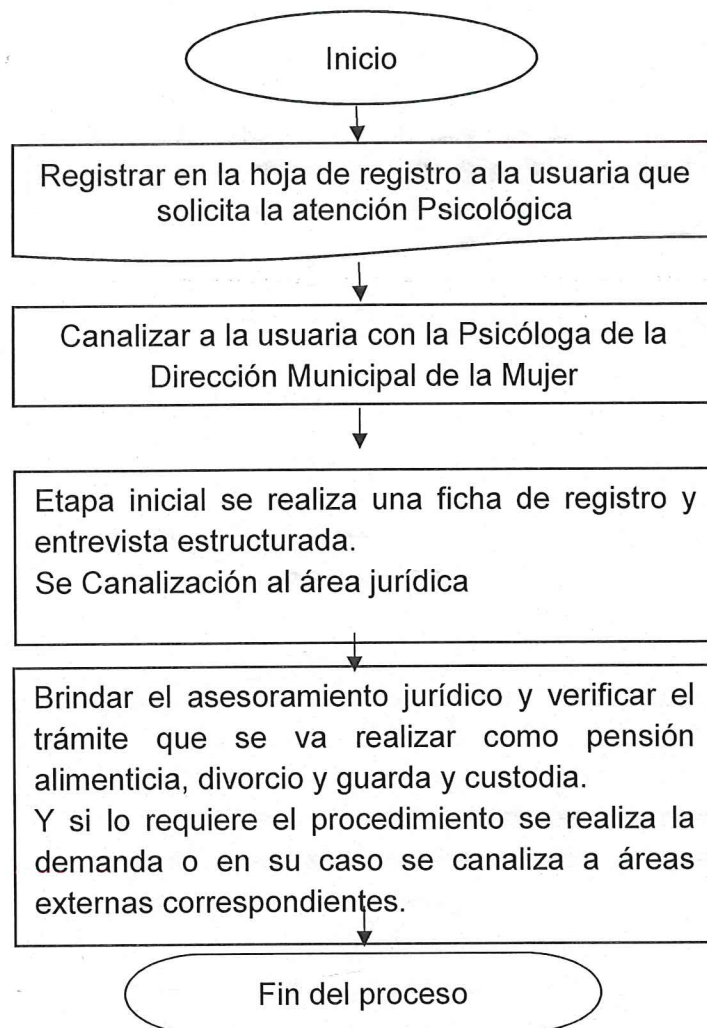 Inicio
Registrar en la hoja de registro a la usuaria que
solicita la atención Psicológica
Canalizar a la usuaria con la Psicóloga de la
Dirección Municipal de la Mujer
Etapa inicial se realiza una ficha de registro y
entrevista estructurada.
Se Canalización al área jurídica
Brindar el asesoramiento jurídico y verificar el
trámite que se va realizar como pensión
alimenticia, divorcio y guarda y custodia.
Y si lo requiere el procedimiento se realiza la
demanda o en su caso se canaliza a áreas
externas correspondientes.
Fin del proceso